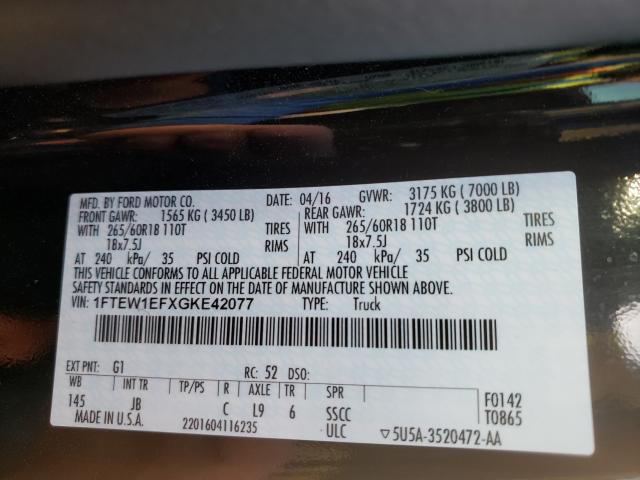 MFD. BY FORD MOTOR CO. DATE: 04/16 GVWR: 3175 KG ( 7000 LB)
FRONT GAWR: 1565 KG ( 3450 LB) REAR GAWR: 1724 KG ( 3800 LB)
WITH 265/60R18 110T TIRES WITH 265/60R18 110T TIRES
18x7.5J RIMS 18x7.5J RIMS
AT 240 kPa/ 35 PSI COLD AT 240 kPa/ 35 PSI COLD
THIS VEHICLE CONFORMS TO ALL APPLICABLE FEDERAL MOTOR VEHICLE
SAFETY STANDARDS IN EFFECT ON THE DATE OF MANUFACTURE SHOWN ABOVE.
VIN: 1FTEW1EFXGKE42077 TYPE: Truck
EXT PNT: G1 RC: 52 DSO:
WB INT TR TP/PS R AXLE TR SPR F0142
145 JB C L9 6 SSCC T0865
MADE IN U.S.A. 2201604116235 ULC ▽5U5A-3520472-AA